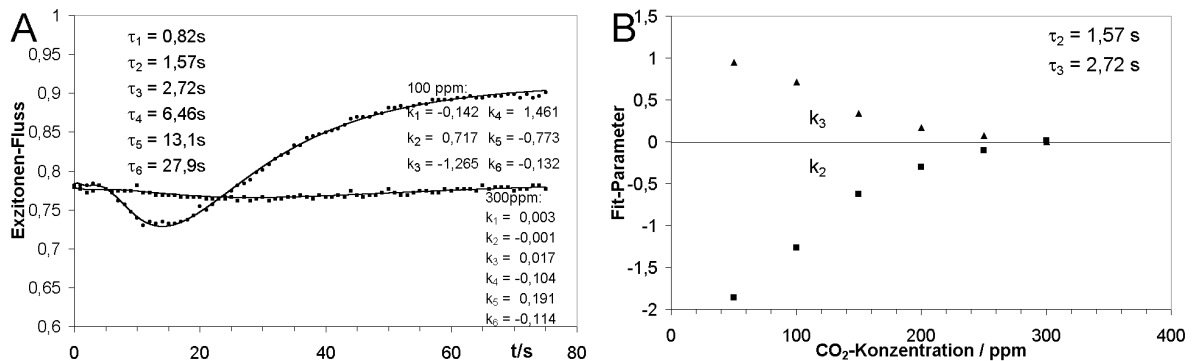 A
Exzitonen-Fluss
1
0,95
0,9
0,85
0,8
0,75
0,7
0,65
0,6
τ1 = 0,82s
τ2 = 1,57s
τ3 = 2,72s
τ4 = 6,46s
τ5 = 13,1s
τ6 = 27,9s
100 ppm:
k1= -0,142 k4= 1,461
k2= 0,717 k5= -0,773
k3= -1,265 k6= -0,132
300ppm:
k1 = 0,003
k2 = -0,001
k3 = 0,017
k4 = -0,104
k5 = 0,191
k6 = -0,114
0 20 40 60 80
t/s
B
Fit-Parameter
1,5
1
0,5
0
-0,5
-1
-1,5
-2
τ2 = 1,57 s
τ3 = 2,72 s
k3
k2
0 100 200 300 400
CO2-Konzentration / ppm